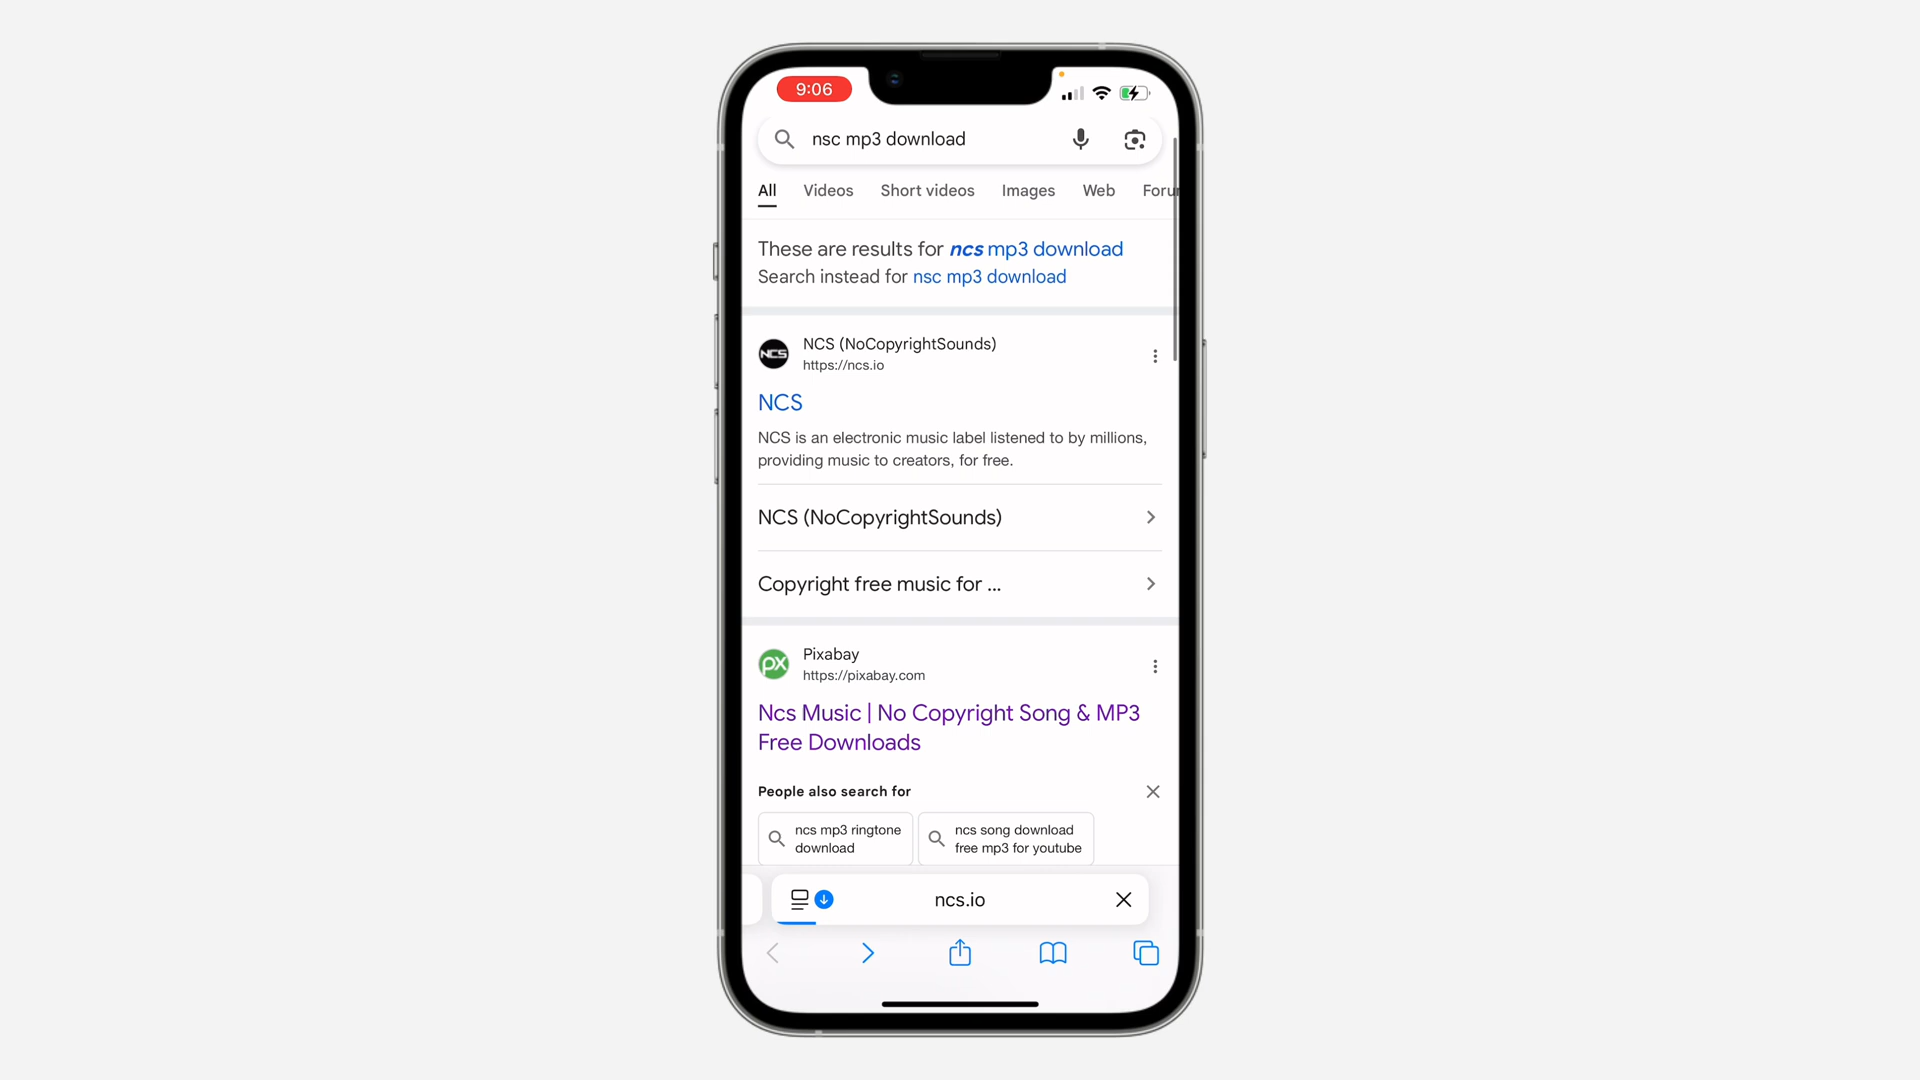 9:06
nsc mp3 download
All Videos Short videos Images Web Foru
These are results for ncs mp3 download
Search instead for nsc mp3 download
NCS
NCS (NoCopyrightSounds)
https://ncs.io
NCS
NCS is an electronic music label listened to by millions,
providing music to creators, for free.
NCS (NoCopyrightSounds)
Copyright free music for ...
px
Pixabay
https://pixabay.com
Ncs Music | No Copyright Song & MP3
Free Downloads
People also search for
ncs mp3 ringtone
download
ncs song download
free mp3 for youtube
ncs.io